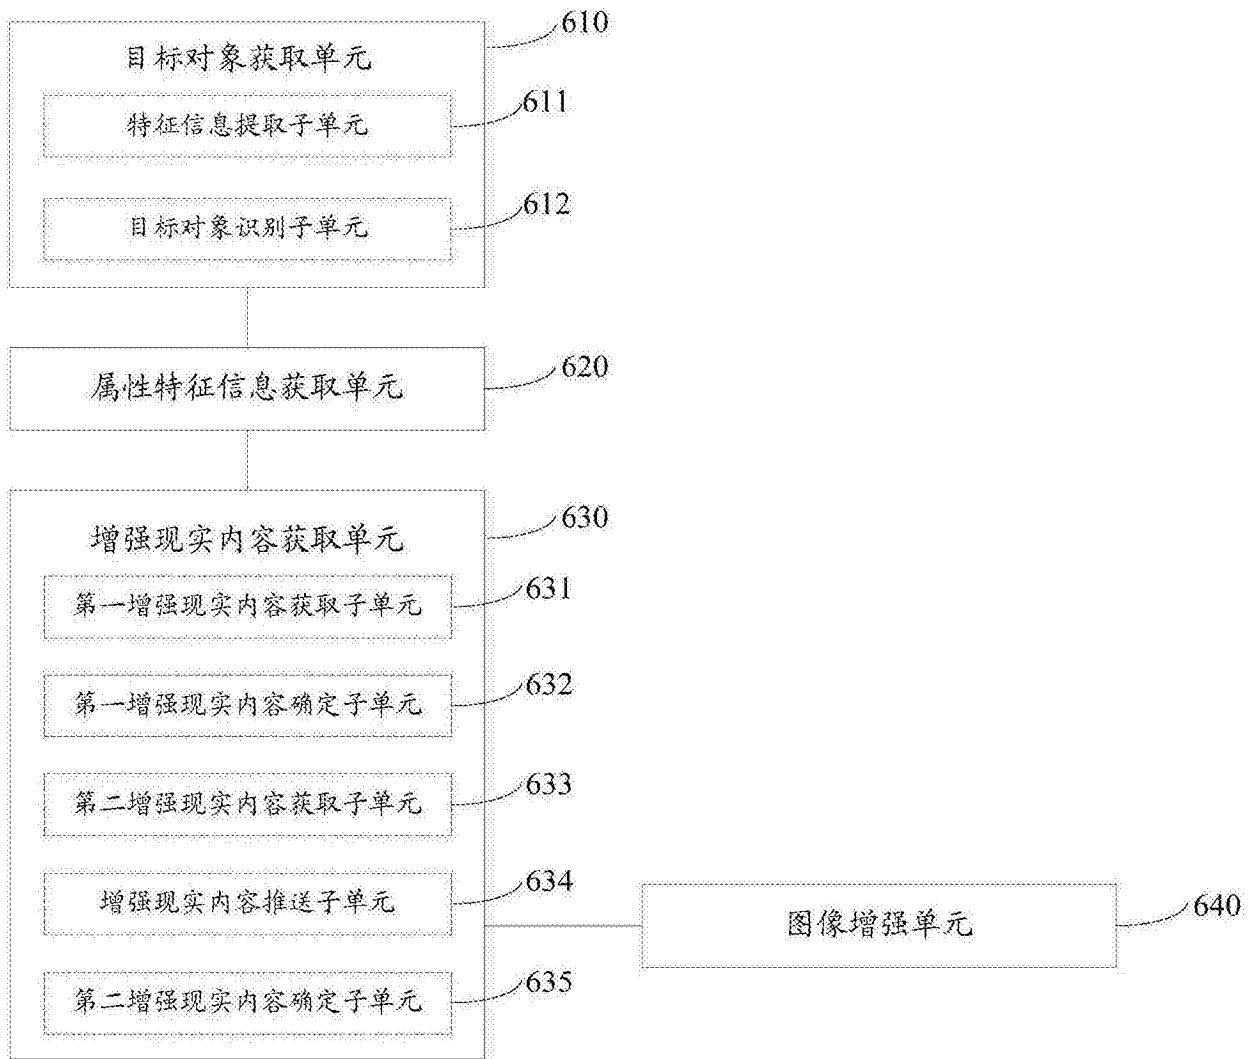 610
目标对象获取单元
611
特征信息提取子单元
612
目标对象识别子单元
620
属性特征信息获取单元
630
增强现实内容获取单元
631
第一增强现实内容获取子单元
632
第一增强现实内容确定子单元
633
第二增强现实内容获取子单元
634
增强现实内容推送子单元
640
图像增强单元
635
第二增强现实内容确定子单元